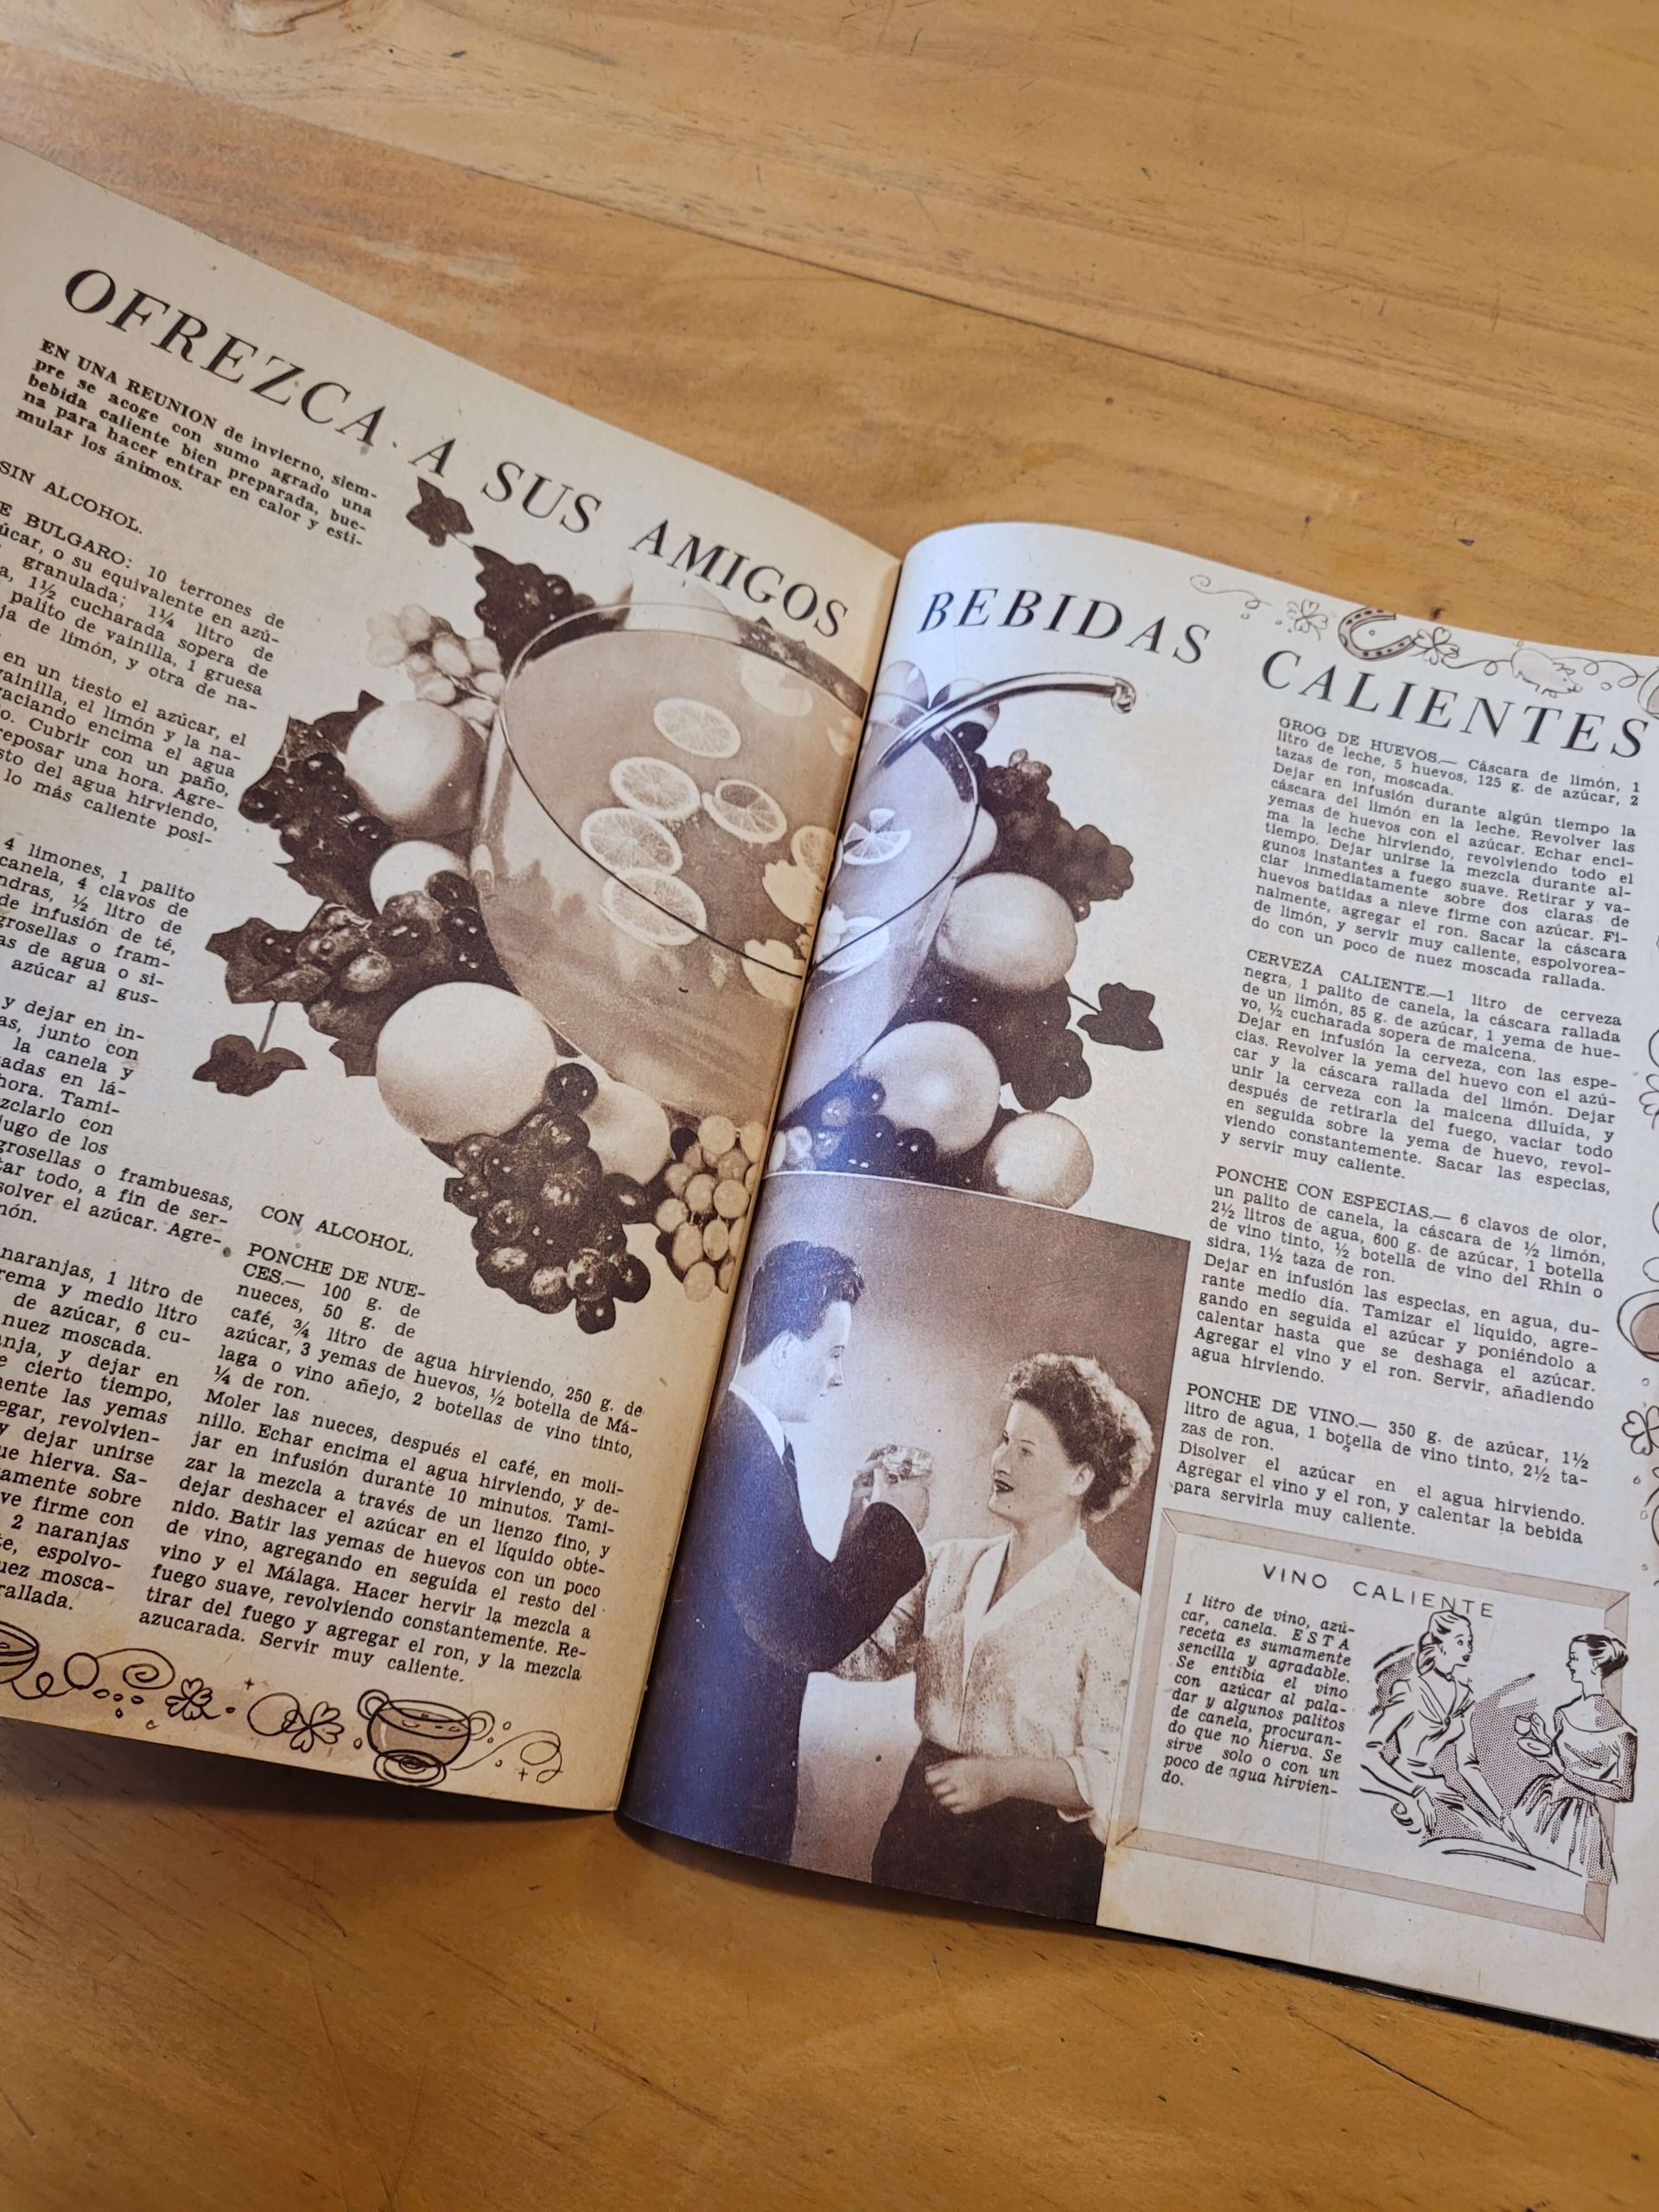 OFREZCA A SUS AMIGOS BEBIDAS CALIENTES
EN UNA REUNION de invierno, siem-
pre se acoge con sumo agrado una
bebida caliente bien preparada, bue-
na para hacer entrar en calor y esti-
mular los ánimos.
SIN ALCOHOL.
BULGARO: 10 terrones de
o su equivalente en azú-
granulada; 1¼ litro de
1½ cucharada sopera de
palito de vainilla, 1 gruesa
de limón, y otra de na-
en un tiesto el azúcar, el
el limón y la na-
encima el agua
Cubrir con un paño,
reposar una hora. Agre-
del agua hirviendo,
lo más caliente posi-
4 limones, 1 palito
canela, 4 clavos de
½ litro de
de infusión de té,
grosellas o fram-
de agua o si-
azúcar al gus-
y dejar en in-
junto con
la canela y
en lá-
hora. Tami-
con
jugo de los
grosellas o frambuesas,
todo, a fin de ser-
el azúcar. Agre-
naranjas, 1 litro de
y medio litro
de azúcar, 6 cu-
nuez moscada.
y dejar en
cierto tiempo,
las yemas
revolvien-
y dejar unirse
hierva. Sa-
sobre
firme con
2 naranjas
espolvo-
mosca-
rallada.
CON ALCOHOL.
PONCHE DE NUE-
CES.— 100 g. de
nueces, 50 g. de
café, ¾ litro de agua hirviendo, 250 g. de
azúcar, 3 yemas de huevos, ½ botella de Má-
laga o vino añejo, 2 botellas de vino tinto,
¼ de ron.
Moler las nueces, después el café, en moli-
nillo. Echar encima el agua hirviendo, y de-
jar en infusión durante 10 minutos. Tami-
zar la mezcla a través de un lienzo fino, y
dejar deshacer el azúcar en el líquido obte-
nido. Batir las yemas de huevos con un poco
de vino, agregando en seguida el resto del
vino y el Málaga. Hacer hervir la mezcla a
fuego suave, revolviendo constantemente. Re-
tirar del fuego y agregar el ron, y la mezcla
azucarada. Servir muy caliente.
GROG DE HUEVOS.— Cáscara de limón, 1
litro de leche, 5 huevos, 125 g. de azúcar, 2
tazas de ron, moscada.
Dejar en infusión durante algún tiempo la
cáscara del limón en la leche. Revolver las
yemas de huevos con el azúcar. Echar enci-
ma la leche hirviendo, revolviendo todo el
tiempo. Dejar unirse la mezcla durante al-
gunos instantes a fuego suave. Retirar y va-
ciar inmediatamente sobre dos claras de
huevos batidas a nieve firme con azúcar. Fi-
nalmente, agregar el ron. Sacar la cáscara
de limón, y servir muy caliente, espolvorea-
do con un poco de nuez moscada rallada.
CERVEZA CALIENTE.—1 litro de cerveza
negra, 1 palito de canela, la cáscara rallada
de un limón, 85 g. de azúcar, 1 yema de hue-
vo, ½ cucharada sopera de maicena.
Dejar en infusión la cerveza, con las espe-
cias. Revolver la yema del huevo con el azú-
car y la cáscara rallada del limón. Dejar
unir la cerveza con la maicena diluída, y
después de retirarla del fuego, vaciar todo
en seguida sobre la yema de huevo, revol-
viendo constantemente. Sacar las especias,
y servir muy caliente.
PONCHE CON ESPECIAS.— 6 clavos de olor,
un palito de canela, la cáscara de ½ limón,
2½ litros de agua, 600 g. de azúcar, 1 botella
de vino tinto, ½ botella de vino del Rhin o
sidra, 1½ taza de ron.
Dejar en infusión las especias, en agua, du-
rante medio día. Tamizar el líquido, agre-
gando en seguida el azúcar y poniéndolo a
calentar hasta que se deshaga el azúcar.
Agregar el vino y el ron. Servir, añadiendo
agua hirviendo.
PONCHE DE VINO.— 350 g. de azúcar, 1½
litro de agua, 1 botella de vino tinto, 2½ ta-
zas de ron.
Disolver el azúcar en el agua hirviendo.
Agregar el vino y el ron, y calentar la bebida
para servirla muy caliente.
VINO CALIENTE
1 litro de vino, azú-
car, canela. ESTA
receta es sumamente
sencilla y agradable.
Se entibia el vino
con azúcar al pala-
dar y algunos palitos
de canela, procuran-
do que no hierva. Se
sirve solo o con un
poco de agua hirvien-
do.